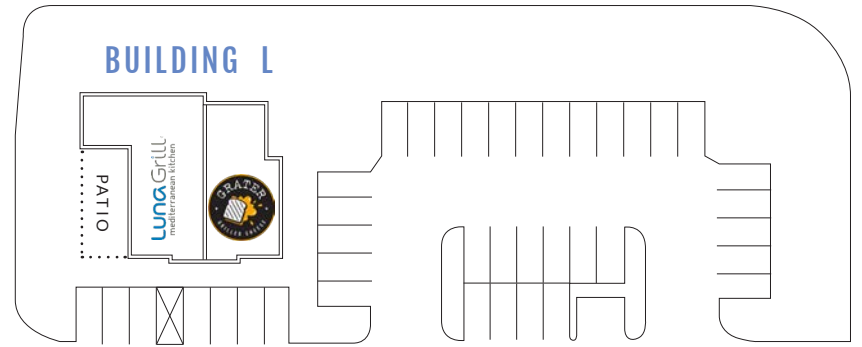 BUILDING L
PATIO
Luna Grill
mediterranean kitchen
GRATER
GRILLED CHEESE